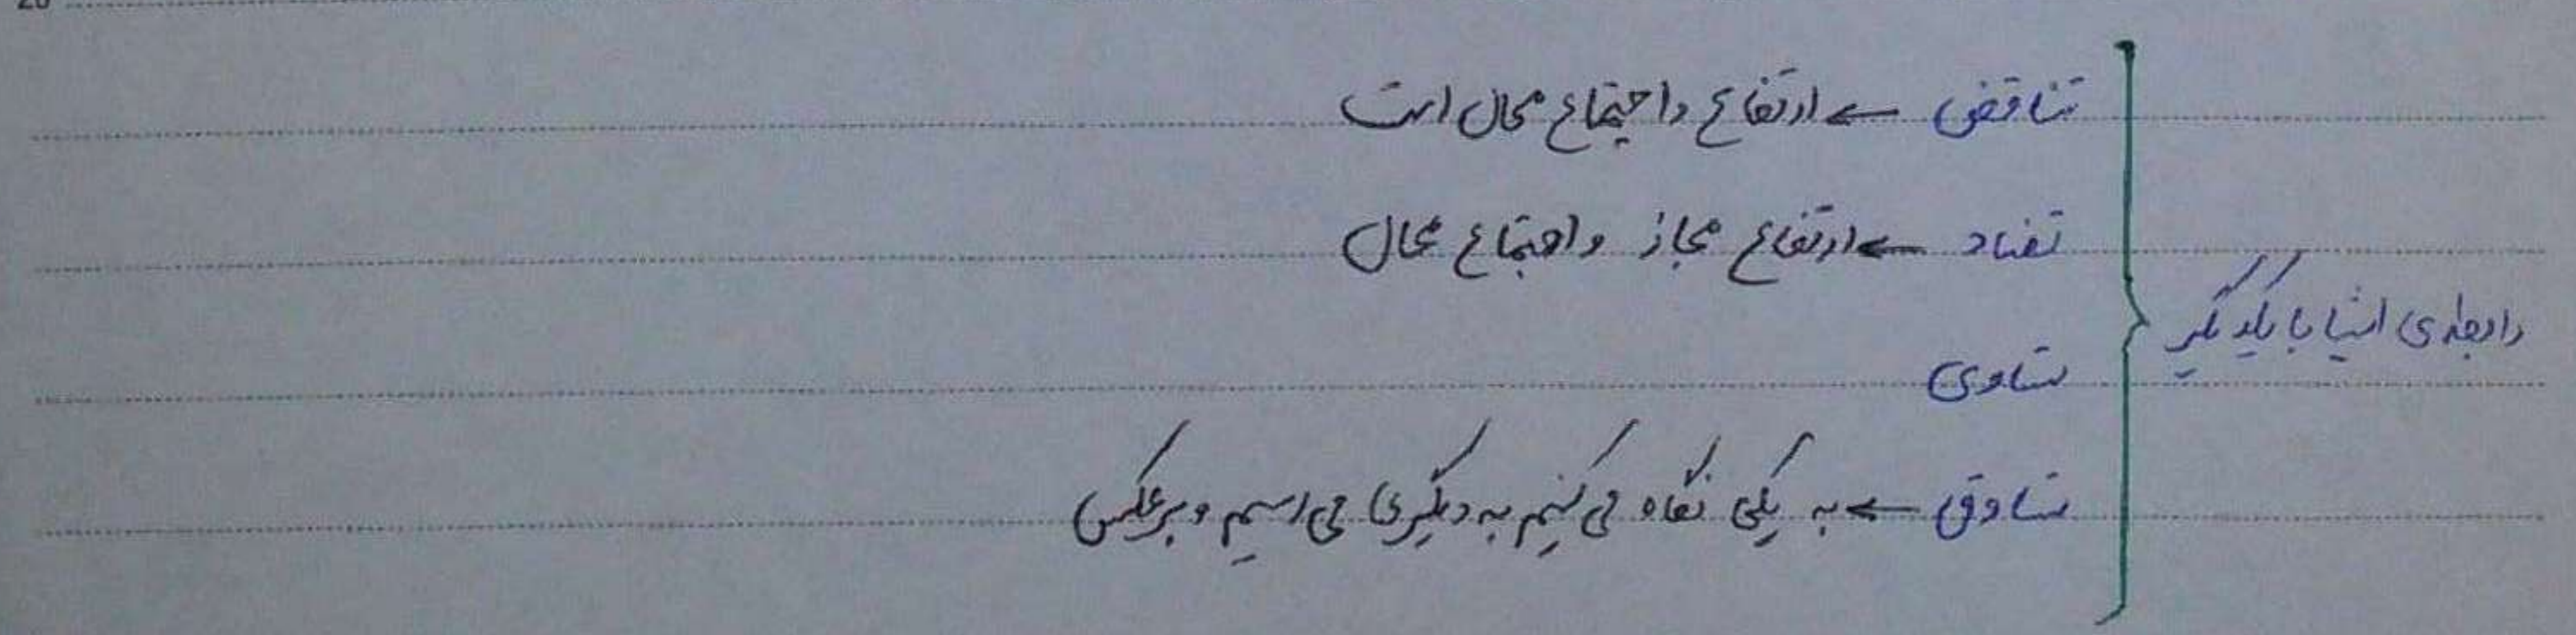 تناقض ← ارتفاع و اجتماع محال است
تضاد ← ارتفاع مجاز و اجتماع محال
رابطه‌ی اشیا با یکدیگر
تساوی
تساوق ← به یکی نگاه می‌کنیم به دیگری می‌رسیم و برعکس